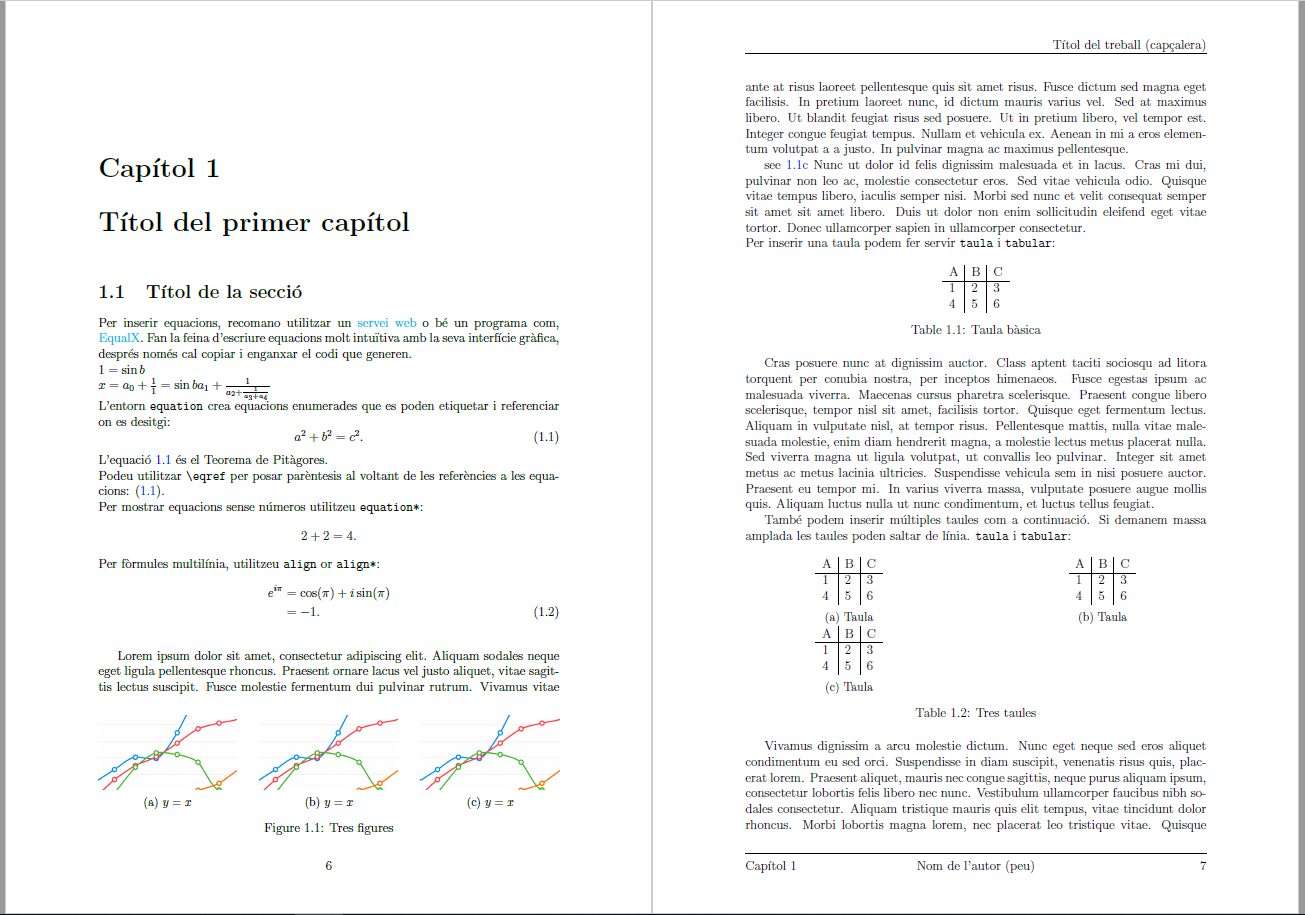 Capítol 1
Títol del primer capítol
1.1 Títol de la secció
Per inserir equacions, recomano utilitzar un servei web o bé un programa com,
EqualX. Fan la feina d'escriure equacions molt intuïtiva amb la seva interfície gràfica,
després només cal copiar i enganxar el codi que generen.
1 = sin b
x = a₀ + 1/1 = sin ba₁ + 1/(a₂+1/(a₃+a₄))
L'entorn equation crea equacions enumerades que es poden etiquetar i referenciar
on es desitgi:
a² + b² = c². (1.1)
L'equació 1.1 és el Teorema de Pitàgores.
Podeu utilitzar \eqref per posar parèntesis al voltant de les referències a les equa-
cions: (1.1).
Per mostrar equacions sense números utilitzeu equation*:
2 + 2 = 4.
Per fòrmules multilínia, utilitzeu align or align*:
e^{iπ} = cos(π) + i sin(π)
= −1. (1.2)
Lorem ipsum dolor sit amet, consectetur adipiscing elit. Aliquam sodales neque
eget ligula pellentesque rhoncus. Praesent ornare lacus vel justo aliquet, vitae sagit-
tis lectus suscipit. Fusce molestie fermentum dui pulvinar rutrum. Vivamus vitae
(a) y = x (b) y = x (c) y = x
Figure 1.1: Tres figures
6
Títol del treball (capçalera)
ante at risus laoreet pellentesque quis sit amet risus. Fusce dictum sed magna eget
facilisis. In pretium laoreet nunc, id dictum mauris varius vel. Sed at maximus
libero. Ut blandit feugiat risus sed posuere. Ut in pretium libero, vel tempor est.
Integer congue feugiat tempus. Nullam et vehicula ex. Aenean in mi a eros elemen-
tum volutpat a a justo. In pulvinar magna ac maximus pellentesque.
see 1.1c Nunc ut dolor id felis dignissim malesuada et in lacus. Cras mi dui,
pulvinar non leo ac, molestie consectetur eros. Sed vitae vehicula odio. Quisque
vitae tempus libero, iaculis semper nisi. Morbi sed nunc et velit consequat semper
sit amet sit amet libero. Duis ut dolor non enim sollicitudin eleifend eget vitae
tortor. Donec ullamcorper sapien in ullamcorper consectetur.
Per inserir una taula podem fer servir taula i tabular:
A B C
1 2 3
4 5 6
Table 1.1: Taula bàsica
Cras posuere nunc at dignissim auctor. Class aptent taciti sociosqu ad litora
torquent per conubia nostra, per inceptos himenaeos. Fusce egestas ipsum ac
malesuada viverra. Maecenas cursus pharetra scelerisque. Praesent congue libero
scelerisque, tempor nisl sit amet, facilisis tortor. Quisque eget fermentum lectus.
Aliquam in vulputate nisl, at tempor risus. Pellentesque mattis, nulla vitae male-
suada molestie, enim diam hendrerit magna, a molestie lectus metus placerat nulla.
Sed viverra magna ut ligula volutpat, ut convallis leo pulvinar. Integer sit amet
metus ac metus lacinia ultricies. Suspendisse vehicula sem in nisi posuere auctor.
Praesent eu tempor mi. In varius viverra massa, vulputate posuere augue mollis
quis. Aliquam luctus nulla ut nunc condimentum, et luctus tellus feugiat.
També podem inserir múltiples taules com a continuació. Si demanem massa
amplada les taules poden saltar de línia. taula i tabular:
A B C A B C
1 2 3 1 2 3
4 5 6 4 5 6
(a) Taula (b) Taula
A B C
1 2 3
4 5 6
(c) Taula
Table 1.2: Tres taules
Vivamus dignissim a arcu molestie dictum. Nunc eget neque sed eros aliquet
condimentum eu sed orci. Suspendisse in diam suscipit, venenatis risus quis, plac-
erat lorem. Praesent aliquet, mauris nec congue sagittis, neque purus aliquam ipsum,
consectetur lobortis felis libero nec nunc. Vestibulum ullamcorper faucibus nibh so-
dales consectetur. Aliquam tristique mauris quis elit tempus, vitae tincidunt dolor
rhoncus. Morbi lobortis magna lorem, nec placerat leo tristique vitae. Quisque
Capítol 1 Nom de l'autor (peu) 7